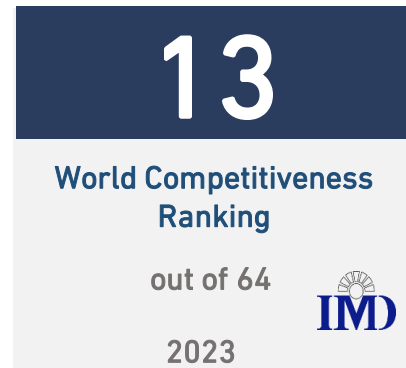 13
World Competitiveness
Ranking
out of 64
IMD
2023